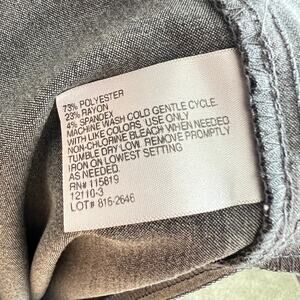 73% POLYESTER
23% RAYON
4% SPANDEX
MACHINE WASH COLD GENTLE CYCLE
WITH LIKE COLORS. USE ONLY
NON-CHLORINE BLEACH WHEN NEEDED.
TUMBLE DRY LOW. REMOVE PROMPTLY
IRON ON LOWEST SETTING
AS NEEDED.
RN# 115819
12110-3
LOT# 816-2646